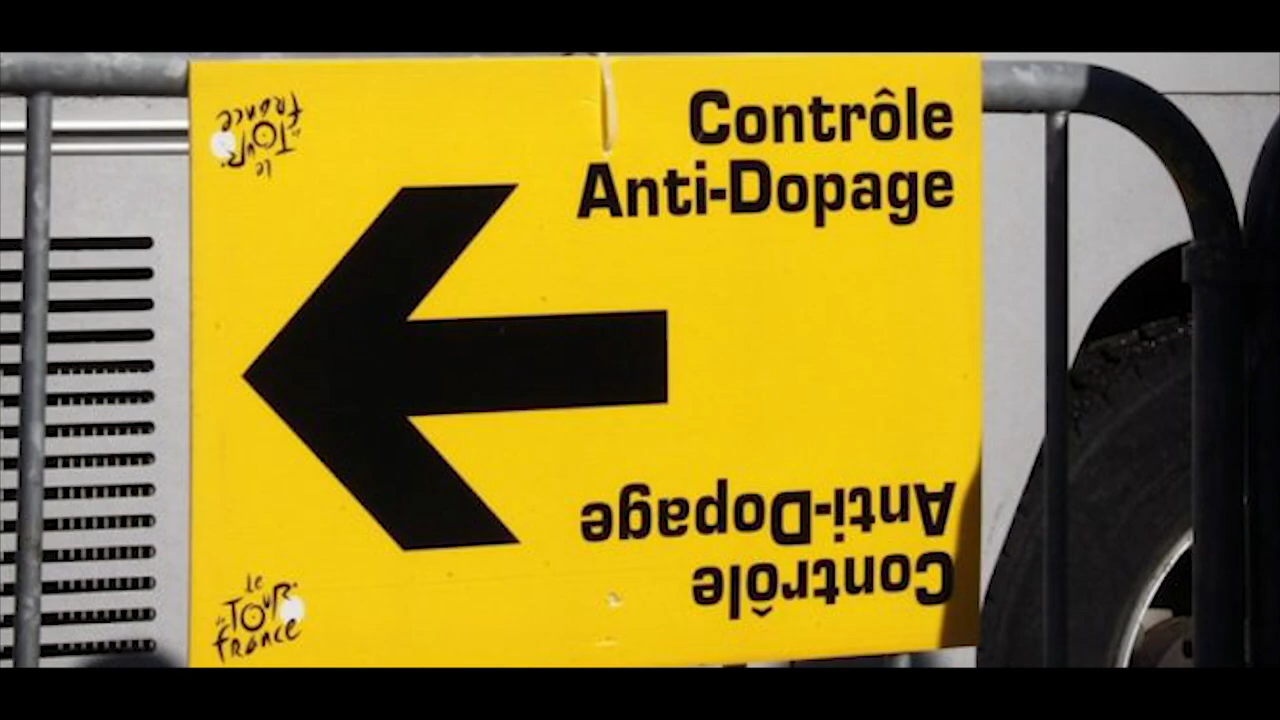 le
TOUR
de
france
Contrôle
Anti-Dopage
Anti-Dopage
Contrôle
le
TOUR
de
france